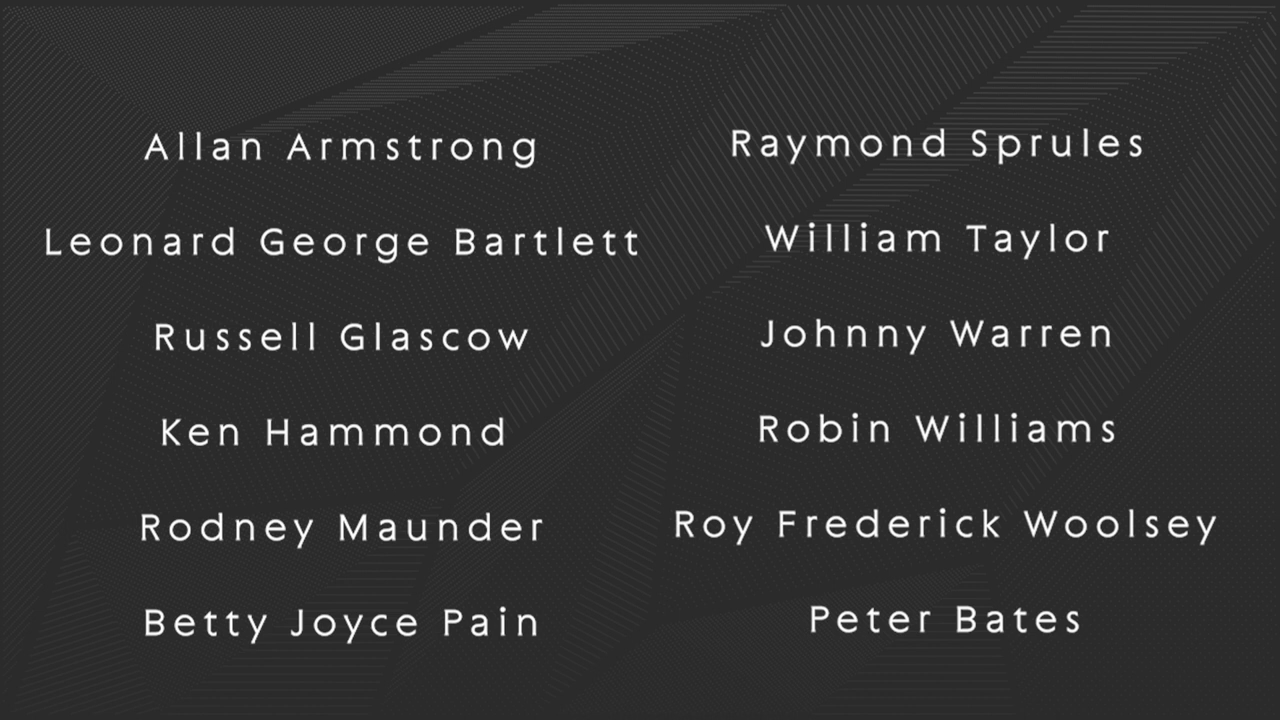 Allan Armstrong
Leonard George Bartlett
Russell Glascow
Ken Hammond
Rodney Maunder
Betty Joyce Pain
Raymond Sprules
William Taylor
Johnny Warren
Robin Williams
Roy Frederick Woolsey
Peter Bates